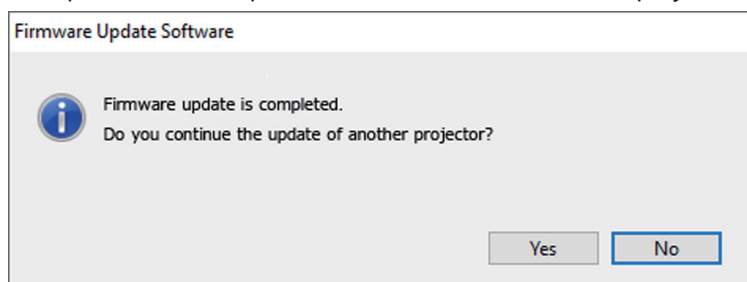 Firmware Update Software
Firmware update is completed.
Do you continue the update of another projector?
Yes
No